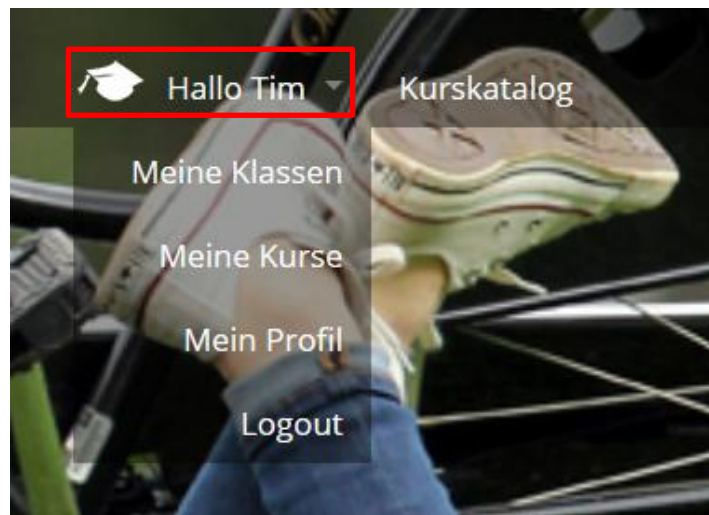 Hallo Tim
Kurskatalog
Meine Klassen
Meine Kurse
Mein Profil
Logout